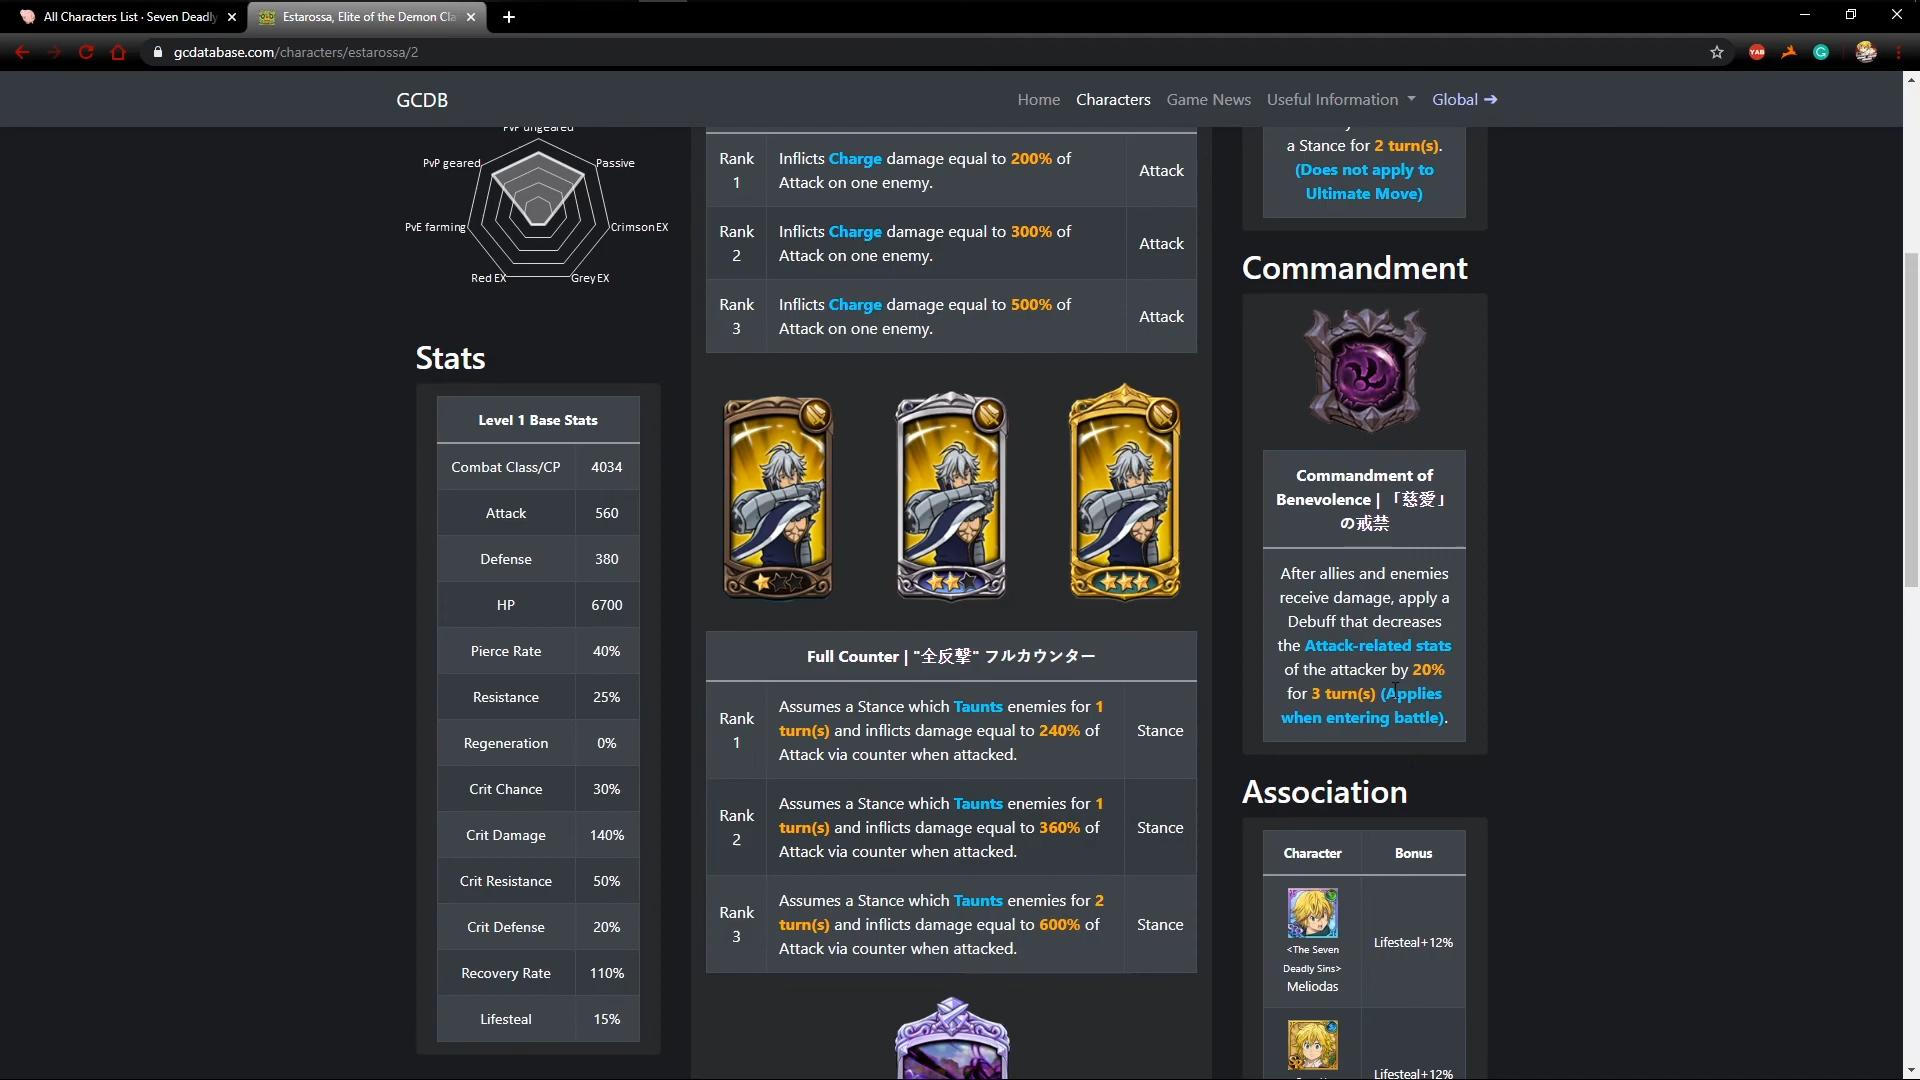 All Characters List · Seven Deadly
Estarossa, Elite of the Demon Cla
gcdatabase.com/characters/estarossa/2
YAB
GCDB
Home
Characters
Game News
Useful Information
Global
PvP ungeared
PvP geared
Passive
PvE farming
Crimson EX
Red EX
Grey EX
Stats
Level 1 Base Stats
Combat Class/CP 4034
Attack 560
Defense 380
HP 6700
Pierce Rate 40%
Resistance 25%
Regeneration 0%
Crit Chance 30%
Crit Damage 140%
Crit Resistance 50%
Crit Defense 20%
Recovery Rate 110%
Lifesteal 15%
Rank 1
Inflicts Charge damage equal to 200% of
Attack on one enemy.
Attack
Rank 2
Inflicts Charge damage equal to 300% of
Attack on one enemy.
Attack
Rank 3
Inflicts Charge damage equal to 500% of
Attack on one enemy.
Attack
Full Counter | "全反撃" フルカウンター
Rank 1
Assumes a Stance which Taunts enemies for 1
turn(s) and inflicts damage equal to 240% of
Attack via counter when attacked.
Stance
Rank 2
Assumes a Stance which Taunts enemies for 1
turn(s) and inflicts damage equal to 360% of
Attack via counter when attacked.
Stance
Rank 3
Assumes a Stance which Taunts enemies for 2
turn(s) and inflicts damage equal to 600% of
Attack via counter when attacked.
Stance
a Stance for 2 turn(s).
(Does not apply to
Ultimate Move)
Commandment
Commandment of
Benevolence | 「慈愛」
の戒禁
After allies and enemies
receive damage, apply a
Debuff that decreases
the Attack-related stats
of the attacker by 20%
for 3 turn(s) (Applies
when entering battle).
Association
Character Bonus
<The Seven
Deadly Sins>
Meliodas
Lifesteal+12%
Lifesteal+12%